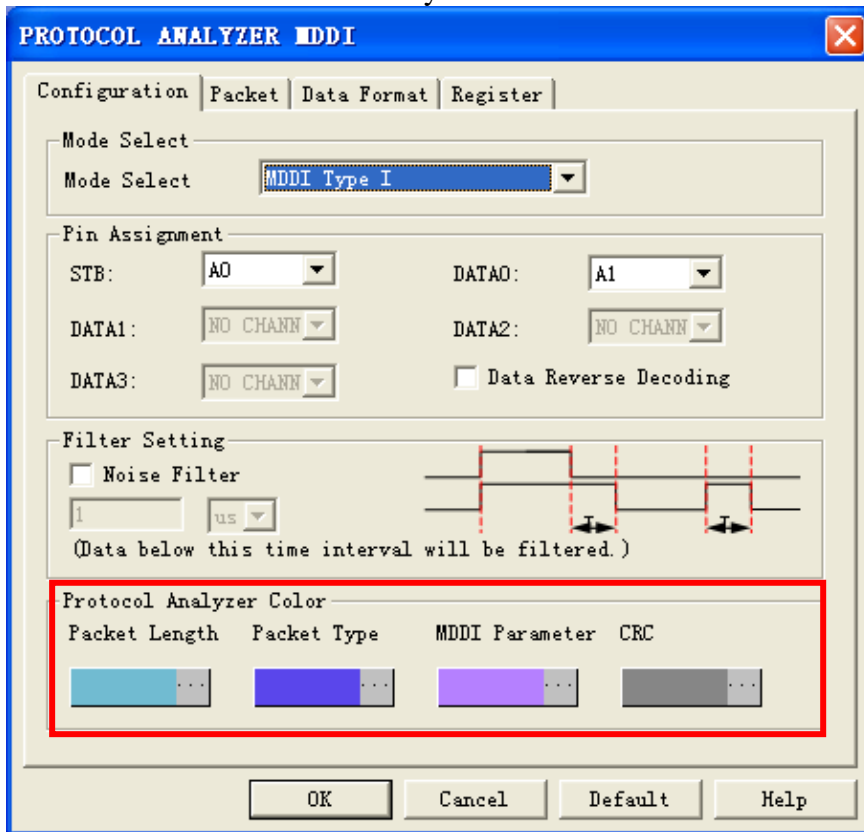 PROTOCOL ANALYZER MDDI
Configuration Packet Data Format Register
Mode Select
Mode Select MDDI Type I
Pin Assignment
STB: A0 DATA0: A1
DATA1: NO CHANN DATA2: NO CHANN
DATA3: NO CHANN Data Reverse Decoding
Filter Setting
Noise Filter
1 us T T
(Data below this time interval will be filtered.)
Protocol Analyzer Color
Packet Length Packet Type MDDI Parameter CRC
... ... ... ...
OK Cancel Default Help